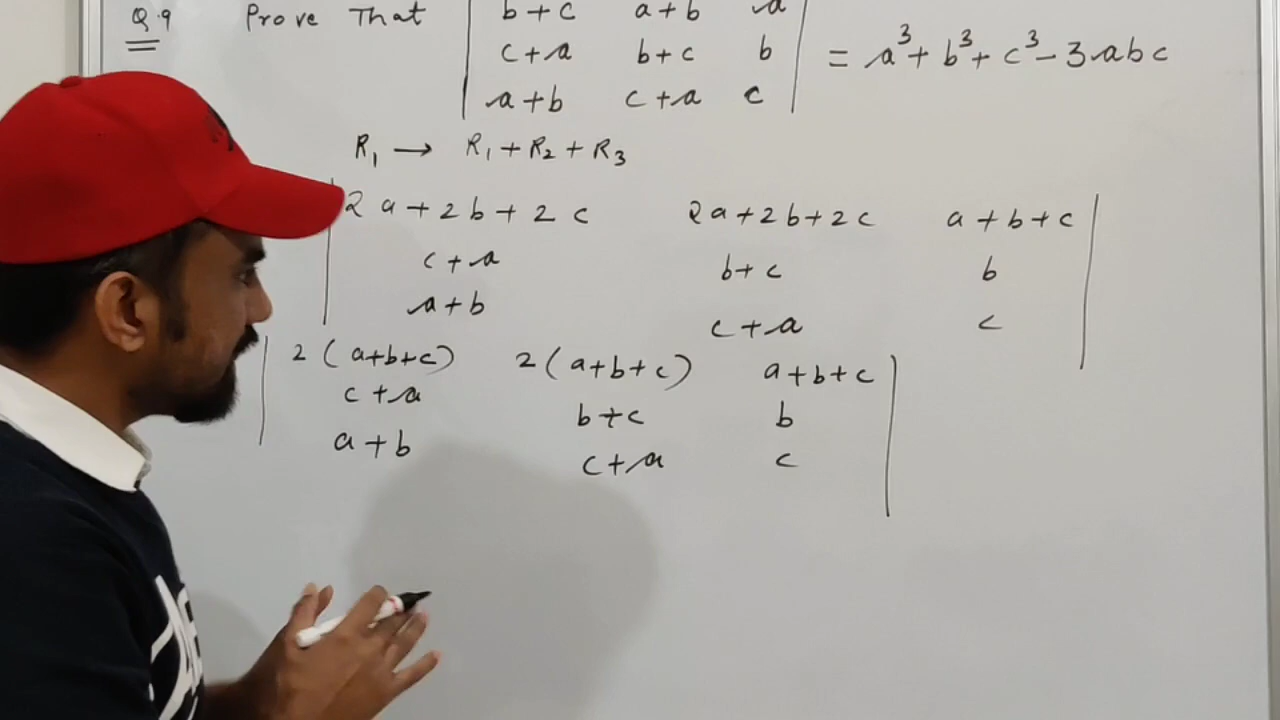 Q.9 Prove That | b+c a+b a |
| c+a b+c b | = a³+b³+c³-3abc
| a+b c+a c |
R₁ → R₁+R₂+R₃
| 2a+2b+2c 2a+2b+2c a+b+c |
| c+a b+c b |
| a+b c+a c |
| 2(a+b+c) 2(a+b+c) a+b+c |
| c+a b+c b |
| a+b c+a c |